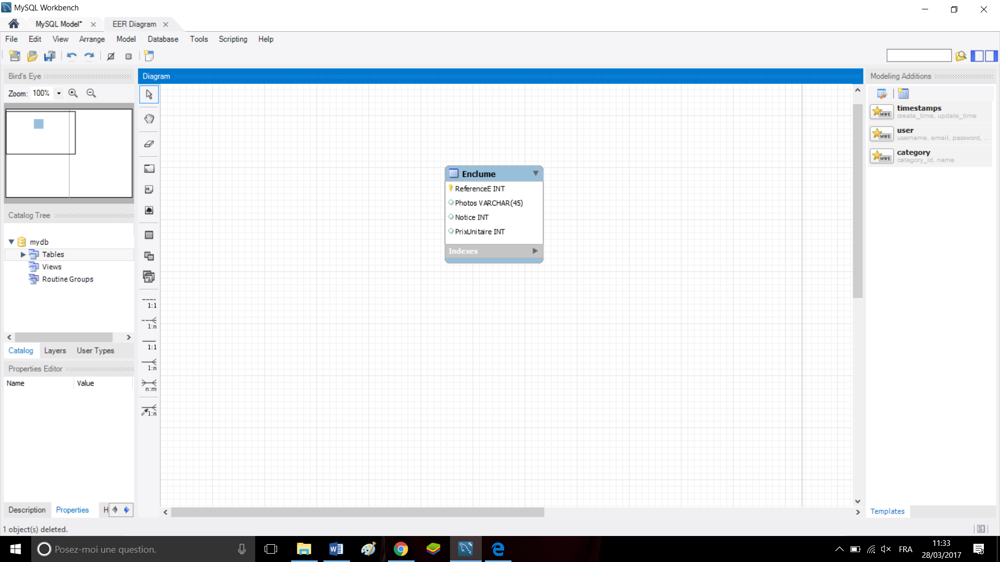 MySQL Workbench
MySQL Model*
EER Diagram
File Edit View Arrange Model Database Tools Scripting Help
Bird's Eye
Zoom: 100%
Catalog Tree
mydb
Tables
Views
Routine Groups
Catalog Layers User Types
Properties Editor
Name Value
Description Properties H
Diagram
1:1
1:n
1:1
1:n
n:m
1:n
Enclume
ReferenceE INT
Photos VARCHAR(45)
Notice INT
PrixUnitaire INT
Indexes
Modeling Additions
MWB
timestamps
create_time, update_time
MWB
user
username, email, password, ...
MWB
category
category_id, name
Templates
1 object(s) deleted.
Posez-moi une question.
FRA
11:33
28/03/2017